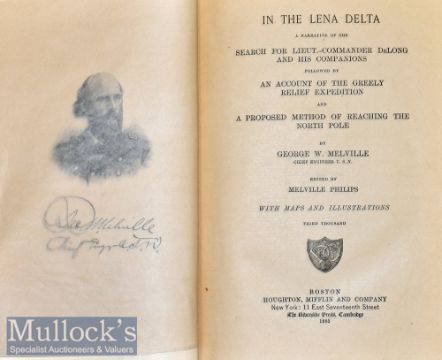 IN THE LENA DELTA
A NARRATIVE OF THE
SEARCH FOR LIEUT.-COMMANDER DeLONG
AND HIS COMPANIONS
FOLLOWED BY
AN ACCOUNT OF THE GREELY
RELIEF EXPEDITION
AND
A PROPOSED METHOD OF REACHING THE
NORTH POLE
BY
GEORGE W. MELVILLE
CHIEF ENGINEER U. S. N.
EDITED BY
MELVILLE PHILIPS
WITH MAPS AND ILLUSTRATIONS
THIRD THOUSAND
BOSTON
HOUGHTON, MIFFLIN AND COMPANY
New York: 11 East Seventeenth Street
The Riverside Press, Cambridge
1885
Melville
Chief Engr U.S.N.
Mullock's
Specialist Auctioneers & Valuers